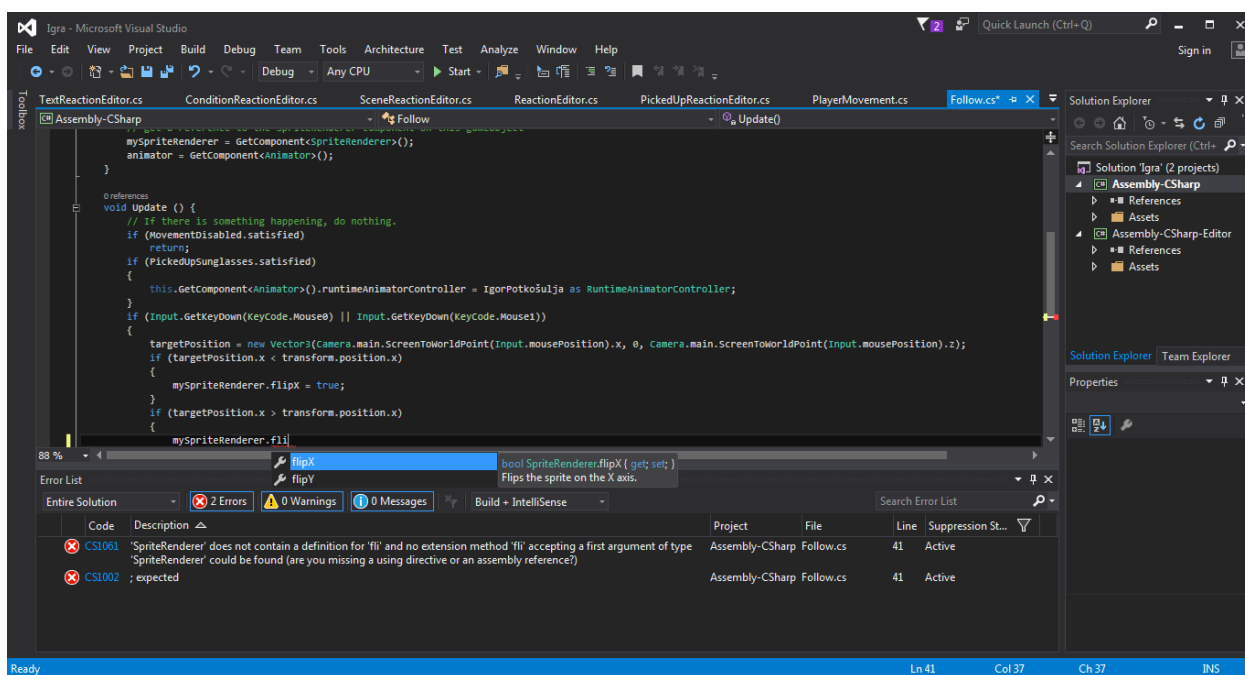 Igra - Microsoft Visual Studio
2
Quick Launch (Ctrl+Q)
File Edit View Project Build Debug Team Tools Architecture Test Analyze Window Help
Sign in
Debug Any CPU Start
Toolbox
TextReactionEditor.cs ConditionReactionEditor.cs SceneReactionEditor.cs ReactionEditor.cs PickedUpReactionEditor.cs PlayerMovement.cs Follow.cs*
C# Assembly-CSharp Follow Update()
// get a reference to the SpriteRenderer component on this gameObject
mySpriteRenderer = GetComponent<SpriteRenderer>();
animator = GetComponent<Animator>();
}
0 references
void Update () {
// If there is something happening, do nothing.
if (MovementDisabled.satisfied)
return;
if (PickedUpSunglasses.satisfied)
{
this.GetComponent<Animator>().runtimeAnimatorController = IgorPotkošulja as RuntimeAnimatorController;
}
if (Input.GetKeyDown(KeyCode.Mouse0) || Input.GetKeyDown(KeyCode.Mouse1))
{
targetPosition = new Vector3(Camera.main.ScreenToWorldPoint(Input.mousePosition).x, 0, Camera.main.ScreenToWorldPoint(Input.mousePosition).z);
if (targetPosition.x < transform.position.x)
{
mySpriteRenderer.flipX = true;
}
if (targetPosition.x > transform.position.x)
{
mySpriteRenderer.fli
88 %
flipX
flipY
bool SpriteRenderer.flipX { get; set; }
Flips the sprite on the X axis.
Solution Explorer
Search Solution Explorer (Ctrl+
Solution 'Igra' (2 projects)
C# Assembly-CSharp
References
Assets
C# Assembly-CSharp-Editor
References
Assets
Solution Explorer Team Explorer
Properties
Error List
Entire Solution 2 Errors 0 Warnings 0 Messages Build + IntelliSense Search Error List
Code Description Project File Line Suppression St...
CS1061 'SpriteRenderer' does not contain a definition for 'fli' and no extension method 'fli' accepting a first argument of type Assembly-CSharp Follow.cs 41 Active
'SpriteRenderer' could be found (are you missing a using directive or an assembly reference?)
CS1002 ; expected Assembly-CSharp Follow.cs 41 Active
Ready Ln 41 Col 37 Ch 37 INS